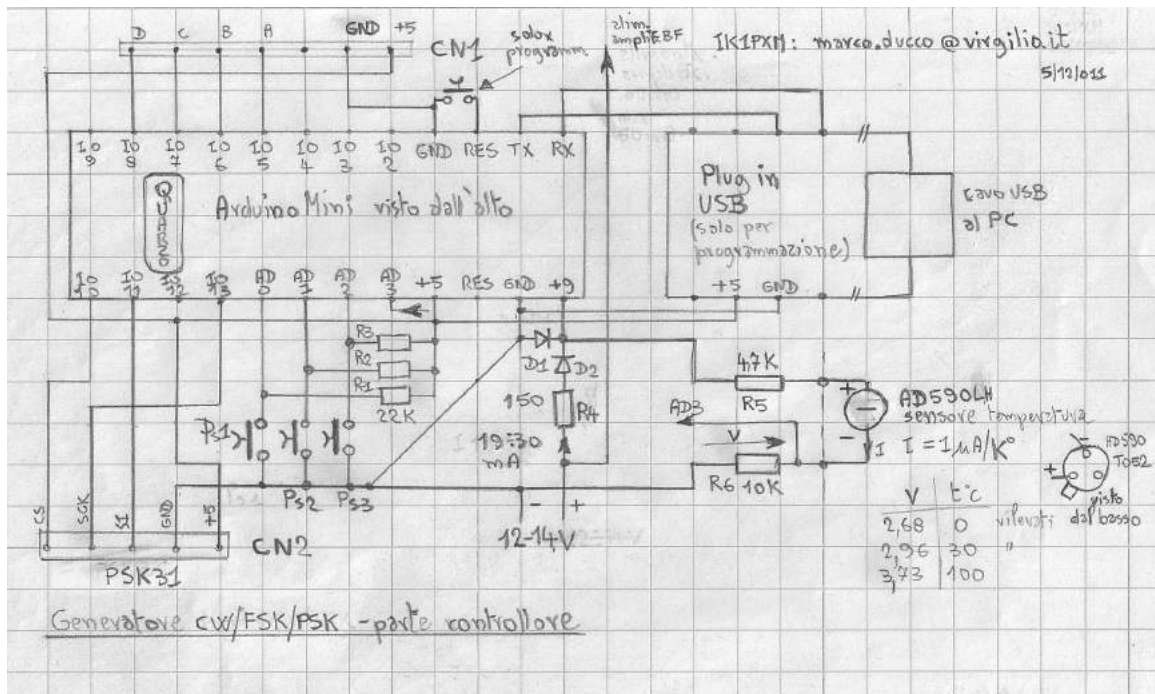 D C B A GND +5
CN1
solo x
programm.
alim.
ampli EBF
IK1PXM: marco.ducco@virgilio.it
5/12/011
IO 9 IO 8 IO 7 IO 6 IO 5 IO 4 IO 3 IO 2 GND RES TX RX
QUARZO
Arduino Mini visto dall'alto
IO 10 IO 11 IO 12 IO 13 AD 0 AD 1 AD 2 AD 3 +5 RES GND +9
Plug in
USB
(solo per
programmazione)
+5 GND
cavo USB
al PC
R3
R2
R1
22K
D1 D2
150 R4
19÷30
mA
4,7K
R5
AD3
V
R6 10K
+
-
AD590LH
sensore temperatura
I I = 1μA/K°
AD590
TO52
+ -
visto
dal basso
V t°c
2,68 0 rilevati
2,96 30 "
3,73 100
Ps1
Ps2 Ps3
- +
12-14V
CS SCK SI GND +5
CN2
PSK31
Generatore CW/FSK/PSK - parte controllore